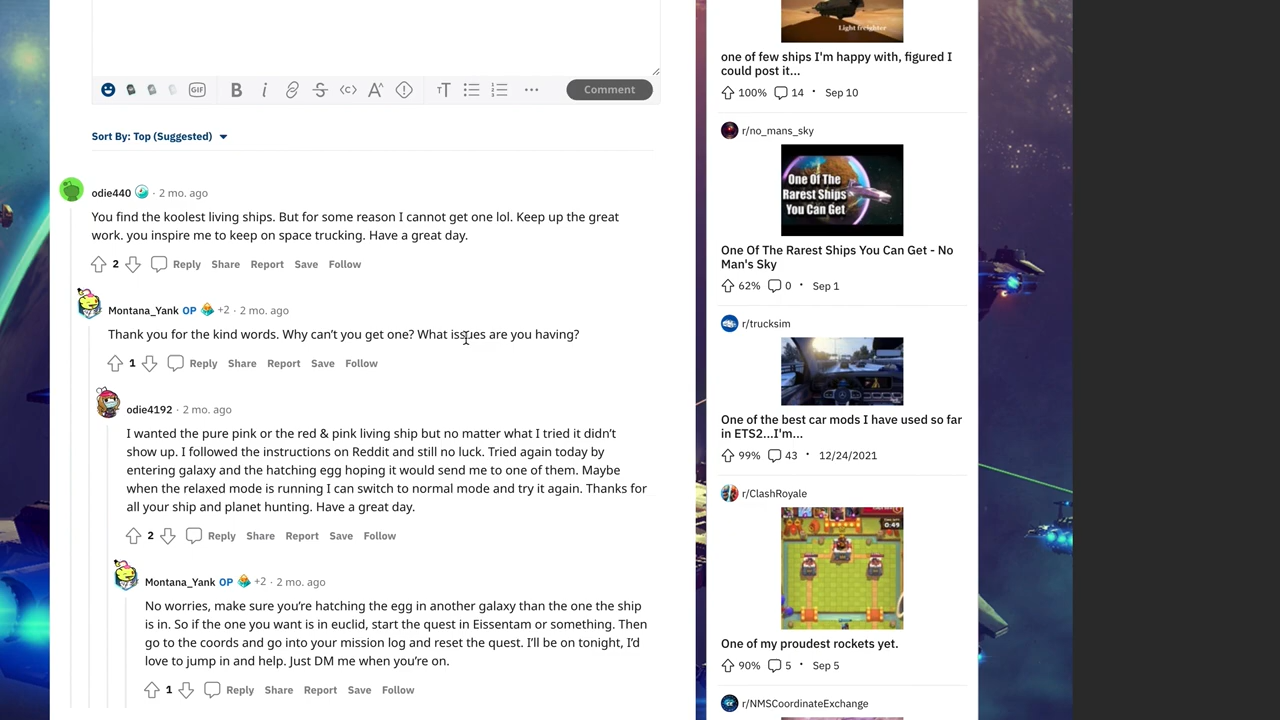 GIF
Comment
Sort By: Top (Suggested)
odie440 · 2 mo. ago
You find the koolest living ships. But for some reason I cannot get one lol. Keep up the great
work. you inspire me to keep on space trucking. Have a great day.
2 Reply Share Report Save Follow
Montana_Yank OP +2 · 2 mo. ago
Thank you for the kind words. Why can’t you get one? What issues are you having?
1 Reply Share Report Save Follow
odie4192 · 2 mo. ago
I wanted the pure pink or the red & pink living ship but no matter what I tried it didn’t
show up. I followed the instructions on Reddit and still no luck. Tried again today by
entering galaxy and the hatching egg hoping it would send me to one of them. Maybe
when the relaxed mode is running I can switch to normal mode and try it again. Thanks for
all your ship and planet hunting. Have a great day.
2 Reply Share Report Save Follow
Montana_Yank OP +2 · 2 mo. ago
No worries, make sure you’re hatching the egg in another galaxy than the one the ship
is in. So if the one you want is in euclid, start the quest in Eissentam or something. Then
go to the coords and go into your mission log and reset the quest. I’ll be on tonight, I’d
love to jump in and help. Just DM me when you’re on.
1 Reply Share Report Save Follow
Light freighter
one of few ships I'm happy with, figured I
could post it...
100% 14 · Sep 10
r/no_mans_sky
One Of The
Rarest Ships
You Can Get
One Of The Rarest Ships You Can Get - No
Man's Sky
62% 0 · Sep 1
r/trucksim
One of the best car mods I have used so far
in ETS2...I'm...
99% 43 · 12/24/2021
r/ClashRoyale
0:49
One of my proudest rockets yet.
90% 5 · Sep 5
r/NMSCoordinateExchange